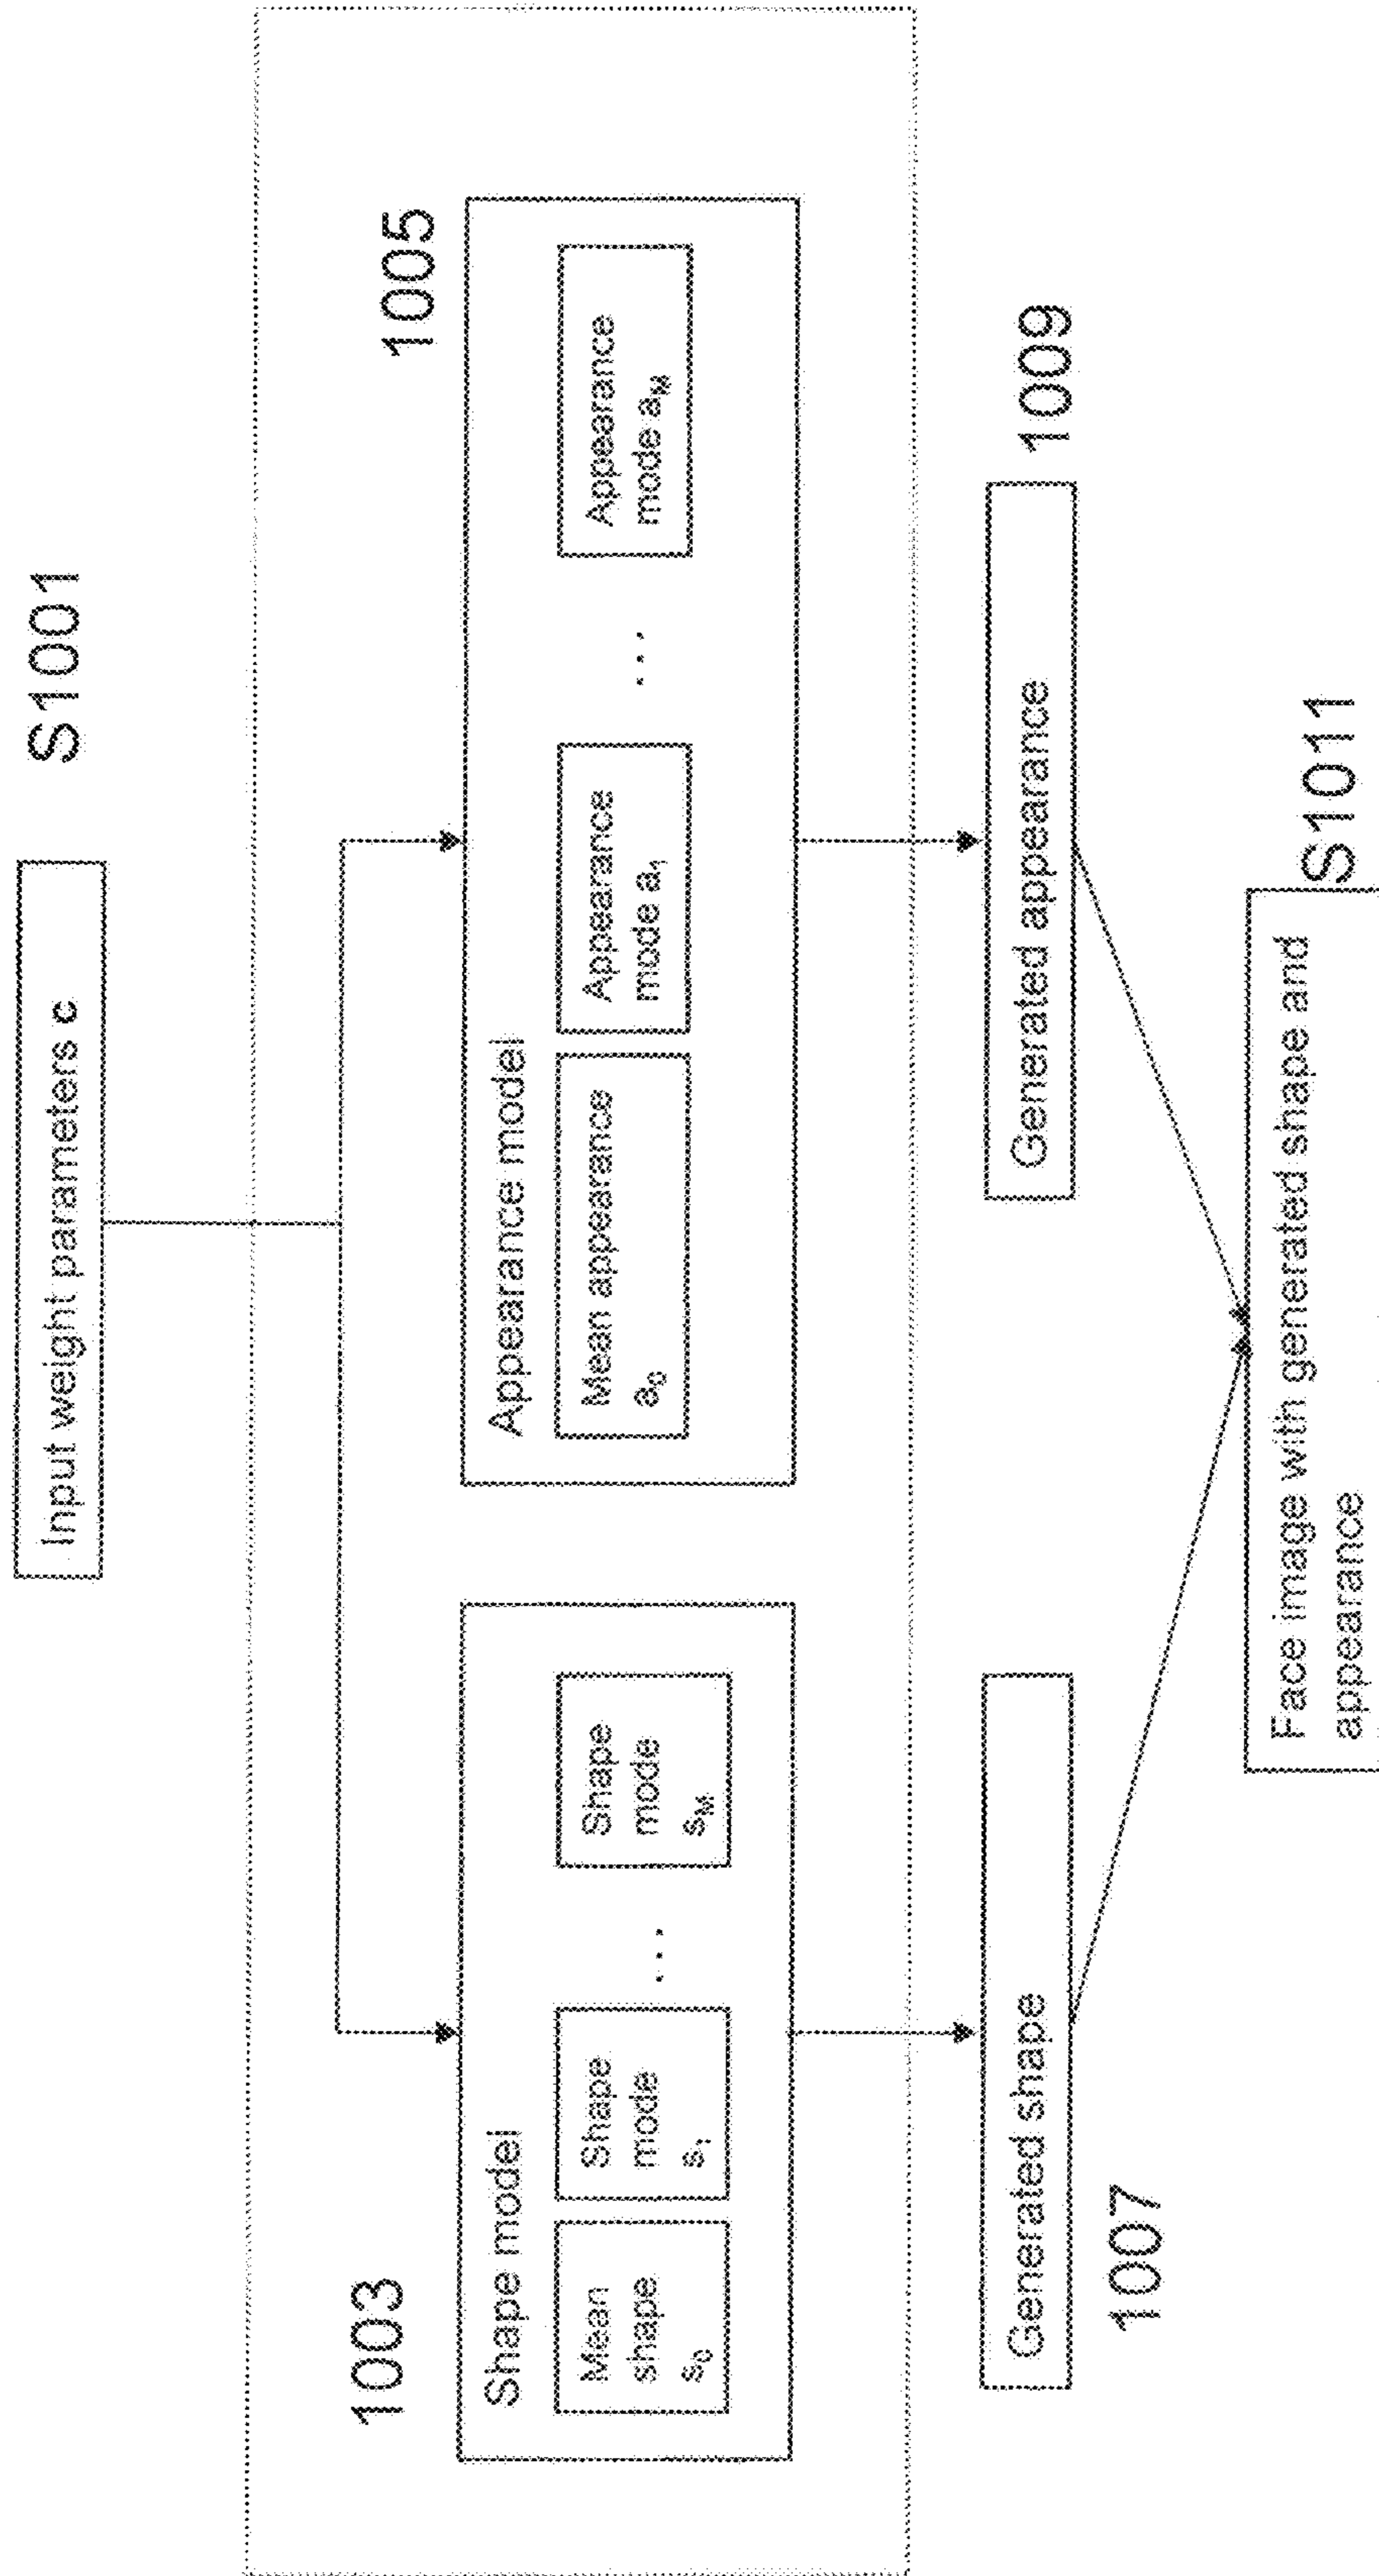 Input weight parameters c
S1001
1003
Shape model
Mean
shape
s₀
Shape
mode
s₁
...
Shape
mode
s_M
1005
Appearance model
Mean appearance
a₀
Appearance
mode a₁
...
Appearance
mode a_M
Generated shape
1007
Generated appearance
1009
Face image with generated shape and
appearance
S1011